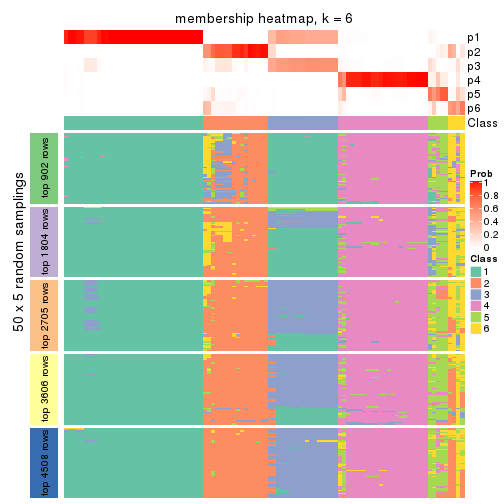 membership heatmap, k = 6
p1
p2
p3
p4
p5
p6
Class
50 x 5 random samplings
top 902 rows
top 1804 rows
top 2705 rows
top 3606 rows
top 4508 rows
Prob
1
0.8
0.6
0.4
0.2
0
Class
1
2
3
4
5
6